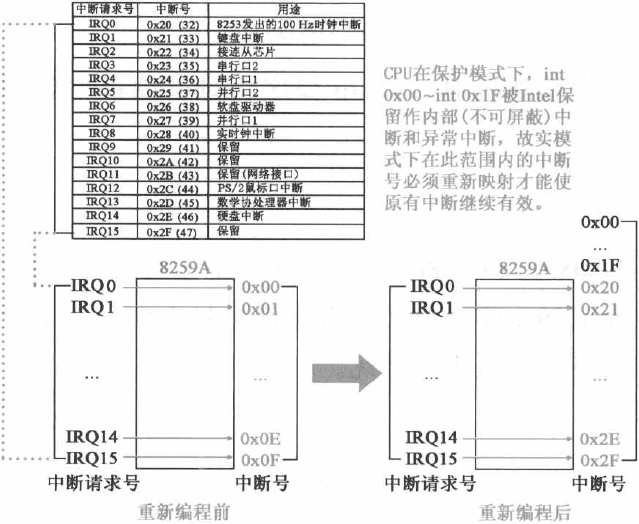 中断请求号 中断号 用途
IRQ0 0x20 (32) 8253发出的100 Hz时钟中断
IRQ1 0x21 (33) 键盘中断
IRQ2 0x22 (34) 接连从芯片
IRQ3 0x23 (35) 串行口2
IRQ4 0x24 (36) 串行口1
IRQ5 0x25 (37) 并行口2
IRQ6 0x26 (38) 软盘驱动器
IRQ7 0x27 (39) 并行口1
IRQ8 0x28 (40) 实时钟中断
IRQ9 0x29 (41) 保留
IRQ10 0x2A (42) 保留
IRQ11 0x2B (43) 保留(网络接口)
IRQ12 0x2C (44) PS/2鼠标口中断
IRQ13 0x2D (45) 数学协处理器中断
IRQ14 0x2E (46) 硬盘中断
IRQ15 0x2F (47) 保留
CPU在保护模式下，int
0x00~int 0x1F被Intel保
留作内部(不可屏蔽)中
断和异常中断，故实模
式下在此范围内的中断
号必须重新映射才能使
原有中断继续有效。
8259A
IRQ0 0x00
IRQ1 0x01
... ...
IRQ14 0x0E
IRQ15 0x0F
中断请求号 中断号
重新编程前
0x00
...
8259A 0x1F
IRQ0 0x20
IRQ1 0x21
... ...
IRQ14 0x2E
IRQ15 0x2F
中断请求号 中断号
重新编程后